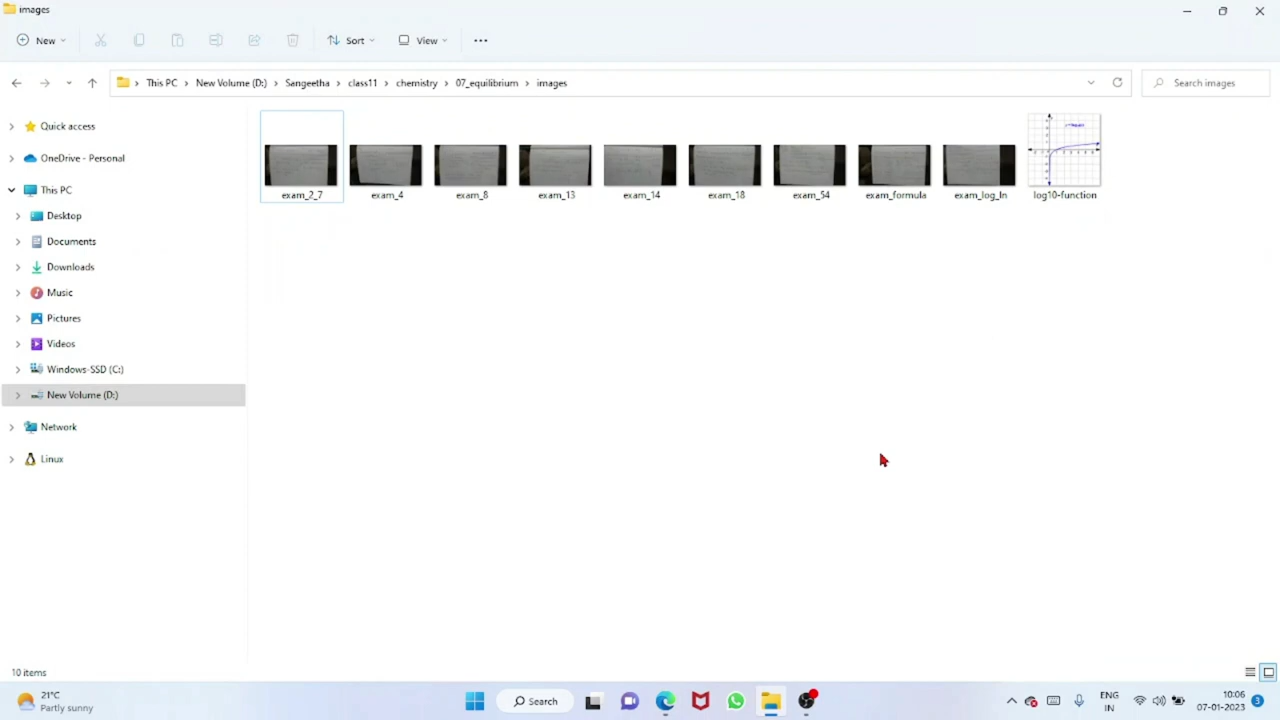 images
New
Sort
View
This PC
New Volume (D:)
Sangeetha
class11
chemistry
07_equilibrium
images
Search images
Quick access
OneDrive - Personal
This PC
Desktop
Documents
Downloads
Music
Pictures
Videos
Windows-SSD (C:)
New Volume (D:)
Network
Linux
exam_2_7
exam_4
exam_8
exam_13
exam_14
exam_18
exam_54
exam_formula
exam_log_ln
log10-function
10 items
21°C
Partly sunny
Search
ENG
IN
10:06
07-01-2023
3